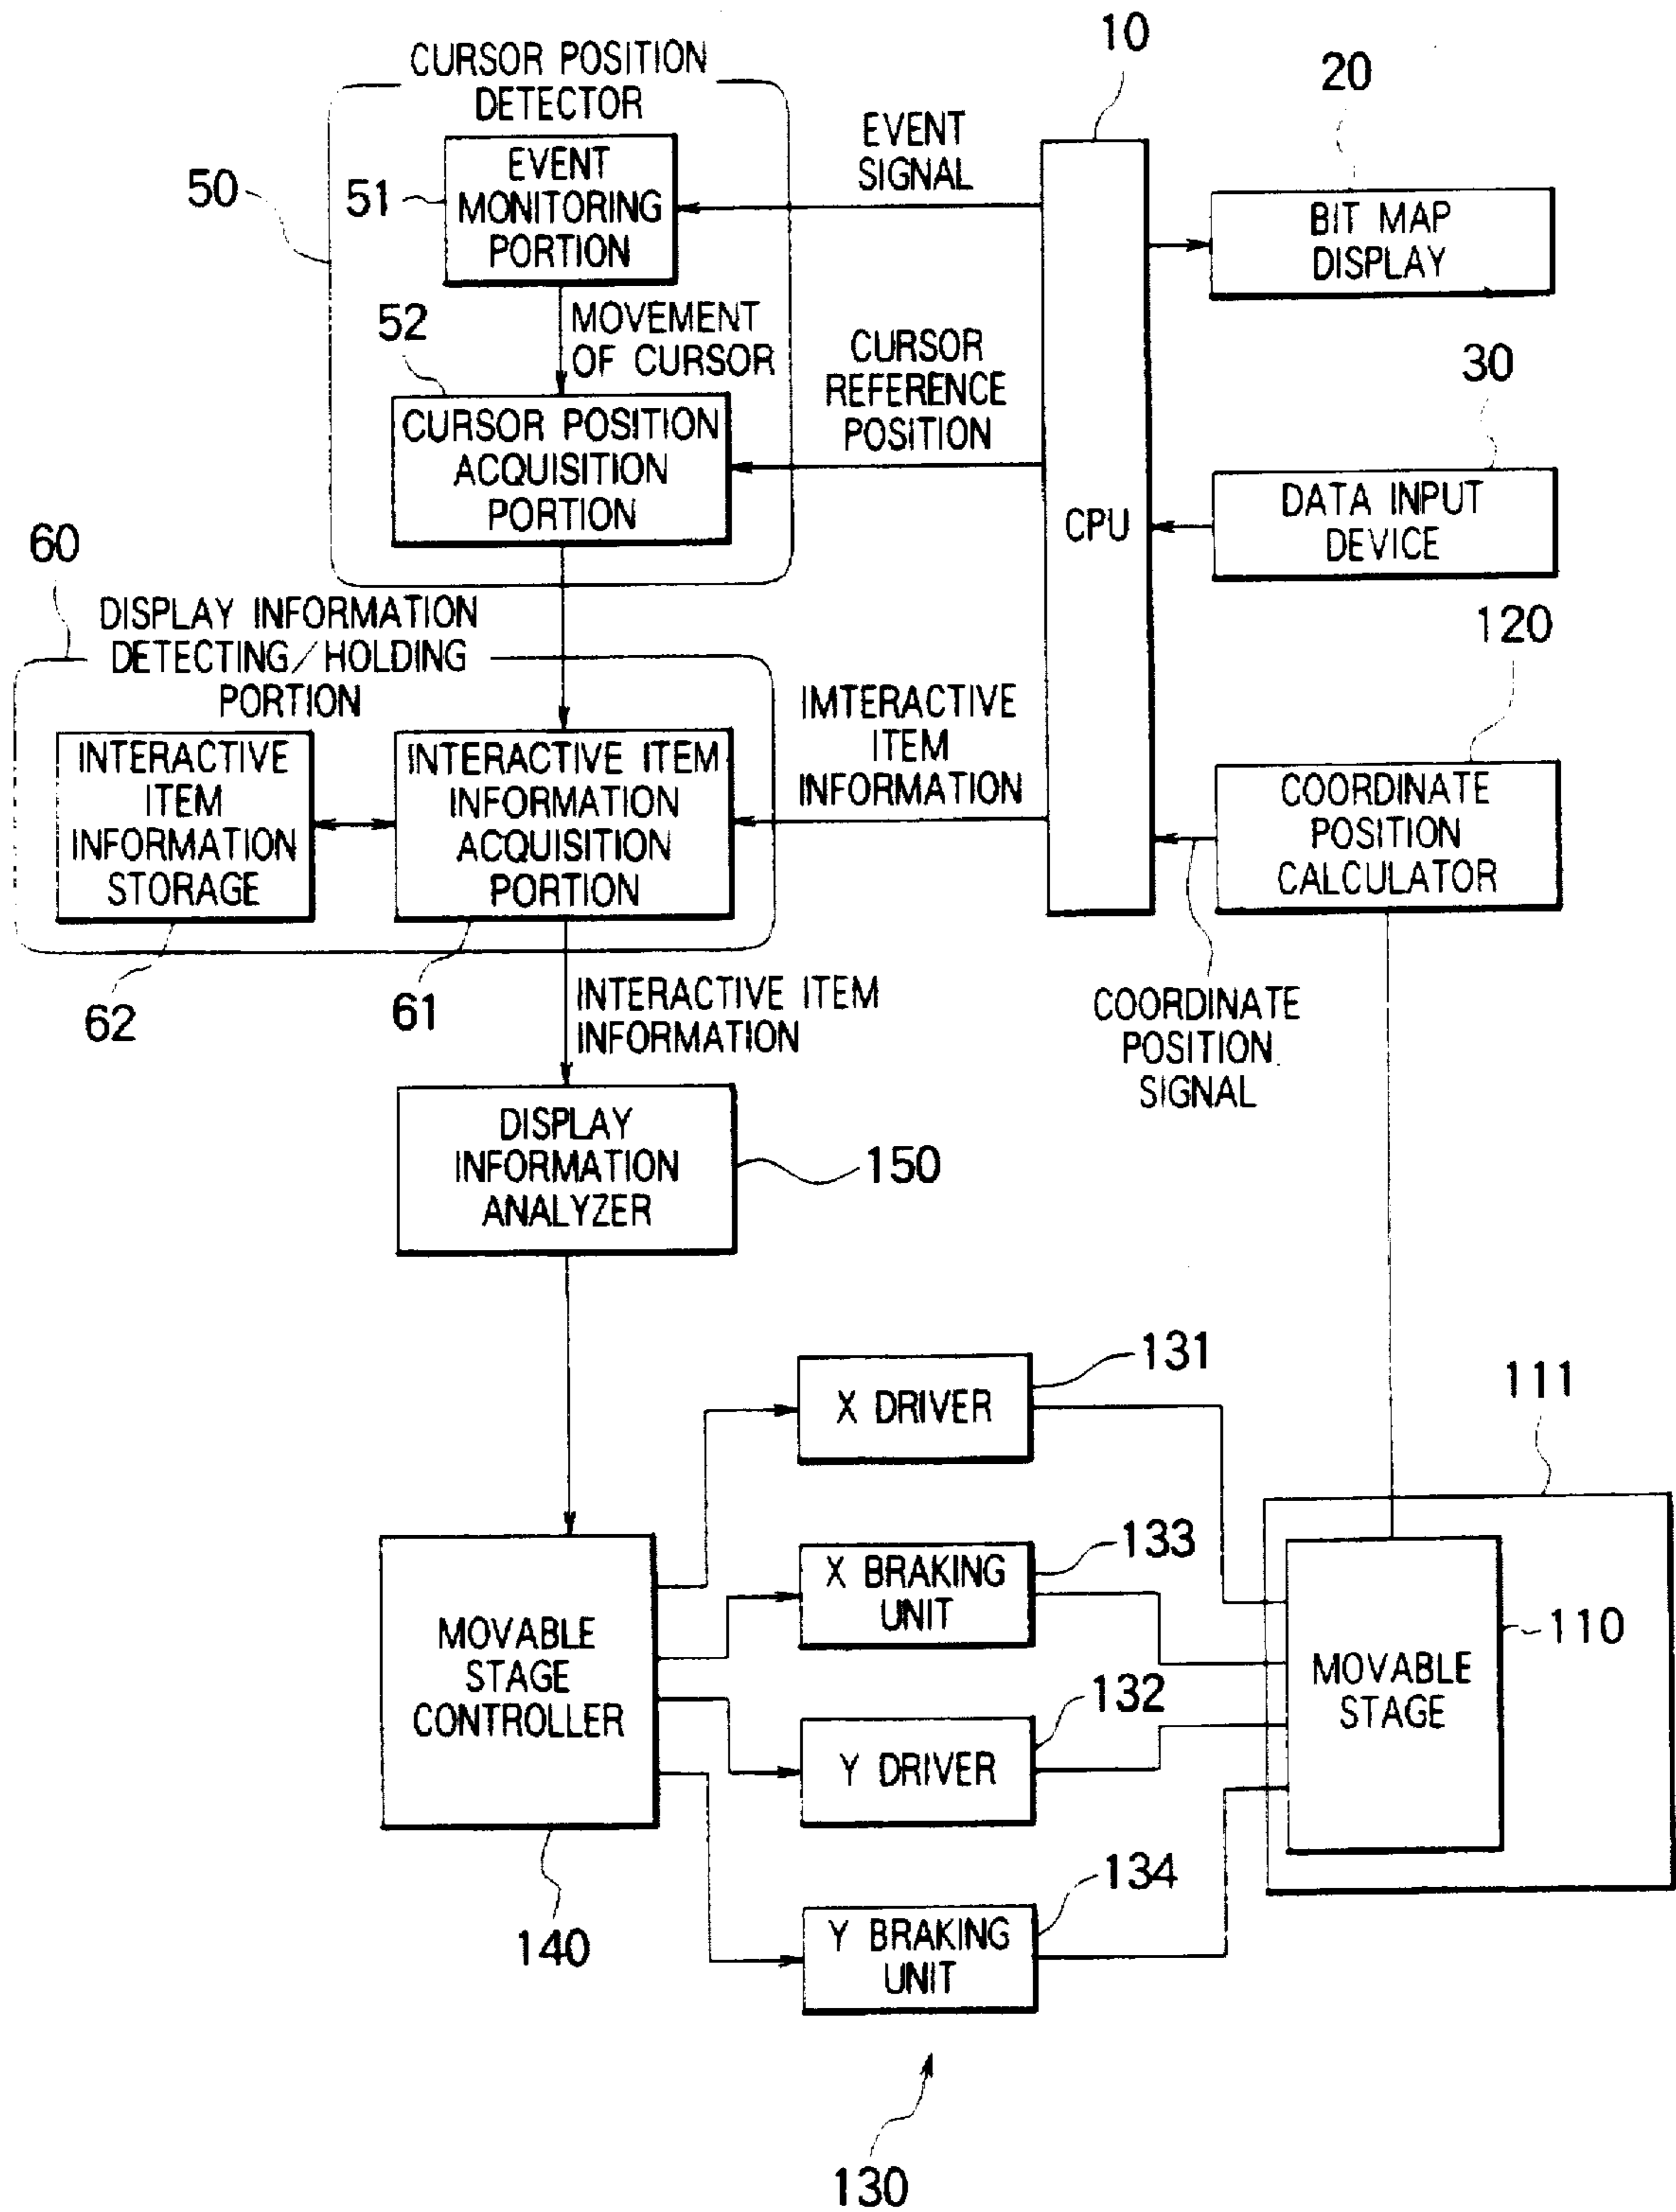 10
20
CURSOR POSITION
DETECTOR
EVENT
SIGNAL
50
51
EVENT
MONITORING
PORTION
BIT MAP
DISPLAY
52
MOVEMENT
OF CURSOR
CURSOR
REFERENCE
POSITION
30
CURSOR POSITION
ACQUISITION
PORTION
CPU
DATA INPUT
DEVICE
60
DISPLAY INFORMATION
DETECTING/HOLDING
PORTION
120
IMTERACTIVE
ITEM
INFORMATION
INTERACTIVE
ITEM
INFORMATION
STORAGE
INTERACTIVE ITEM
INFORMATION
ACQUISITION
PORTION
COORDINATE
POSITION
CALCULATOR
62
61
INTERACTIVE ITEM
INFORMATION
COORDINATE
POSITION
SIGNAL
DISPLAY
INFORMATION
ANALYZER
150
131
X DRIVER
111
133
X BRAKING
UNIT
110
MOVABLE
STAGE
CONTROLLER
MOVABLE
STAGE
132
Y DRIVER
134
140
Y BRAKING
UNIT
130